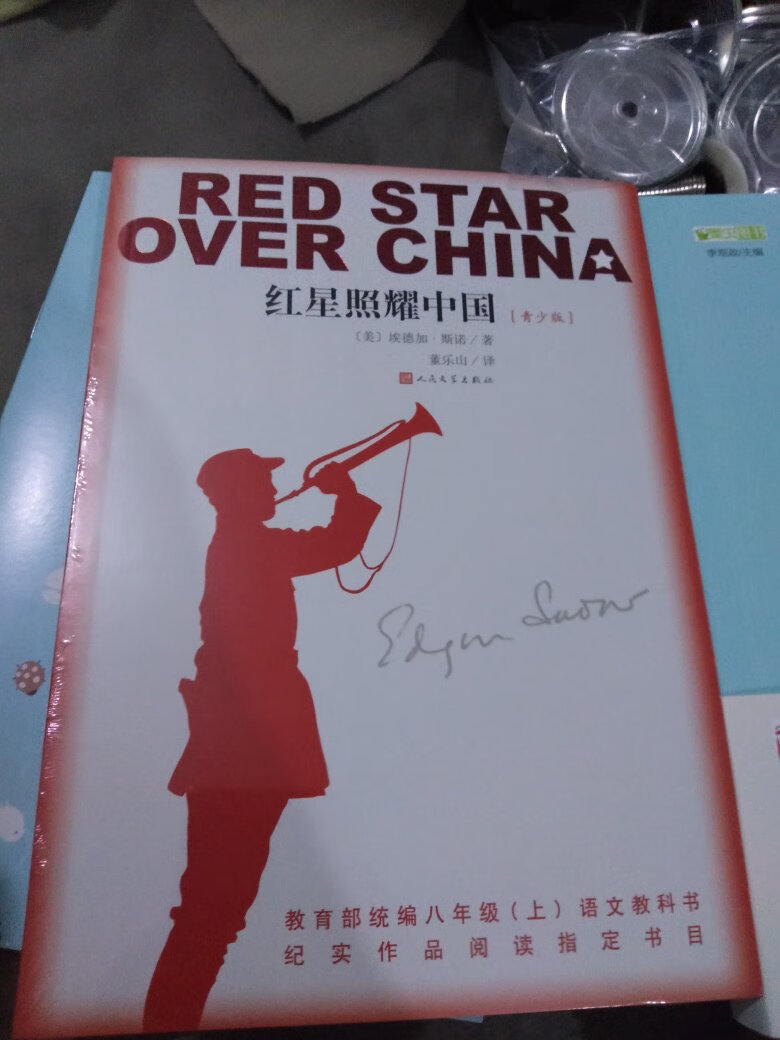 RED STAR
OVER CHINA
红星照耀中国 [青少版]
〔美〕埃德加·斯诺/著
董乐山/译
人民文学出版社
Edgar Snow
教育部统编八年级(上)语文教科书
纪实作品阅读指定书目
/主编